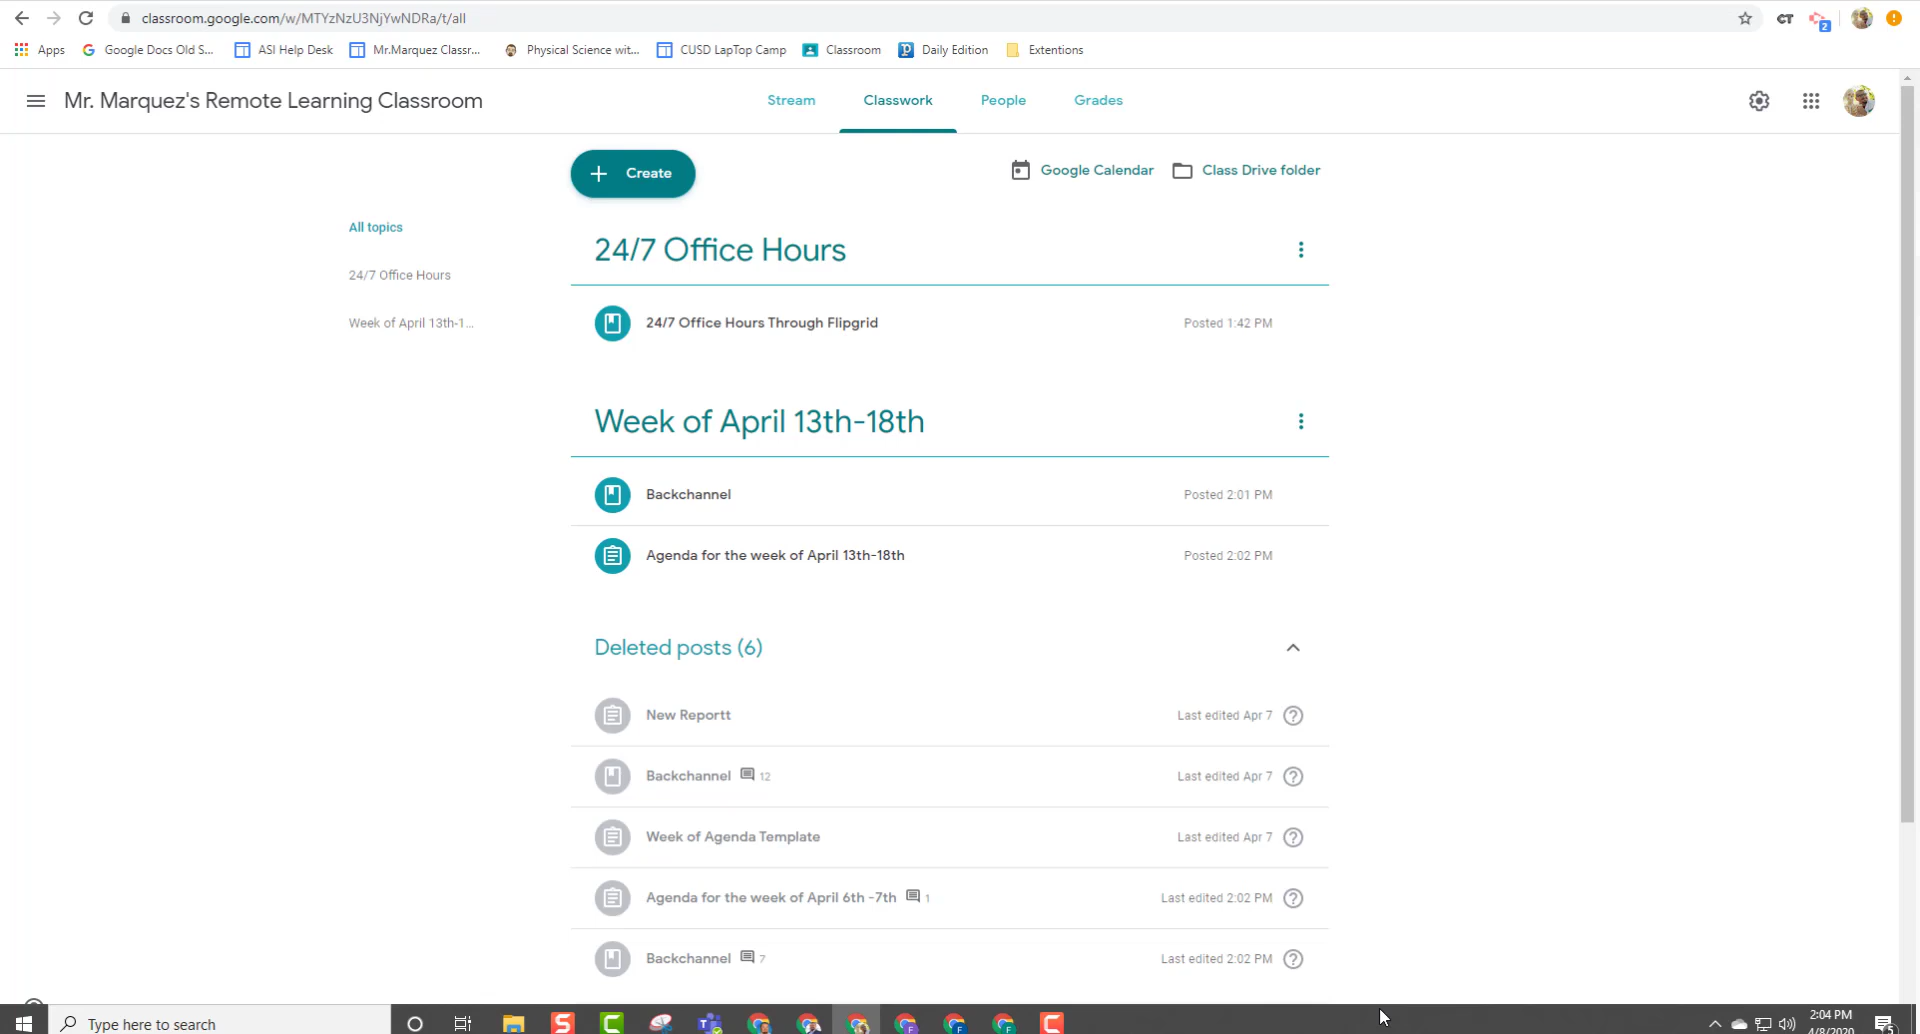 classroom.google.com/w/MTYzNzU3NjYwNDRa/t/all
CT
2
Apps
Google Docs Old S...
ASI Help Desk
Mr.Marquez Classr...
Physical Science wit...
CUSD LapTop Camp
Classroom
Daily Edition
Extentions
Mr. Marquez's Remote Learning Classroom
Stream
Classwork
People
Grades
Create
Google Calendar
Class Drive folder
All topics
24/7 Office Hours
Week of April 13th-1...
24/7 Office Hours
24/7 Office Hours Through Flipgrid
Posted 1:42 PM
Week of April 13th-18th
Backchannel
Posted 2:01 PM
Agenda for the week of April 13th-18th
Posted 2:02 PM
Deleted posts (6)
New Reportt
Last edited Apr 7
Backchannel 12
Last edited Apr 7
Week of Agenda Template
Last edited Apr 7
Agenda for the week of April 6th -7th 1
Last edited 2:02 PM
Backchannel 7
Last edited 2:02 PM
Type here to search
2:04 PM
4/8/2020
5